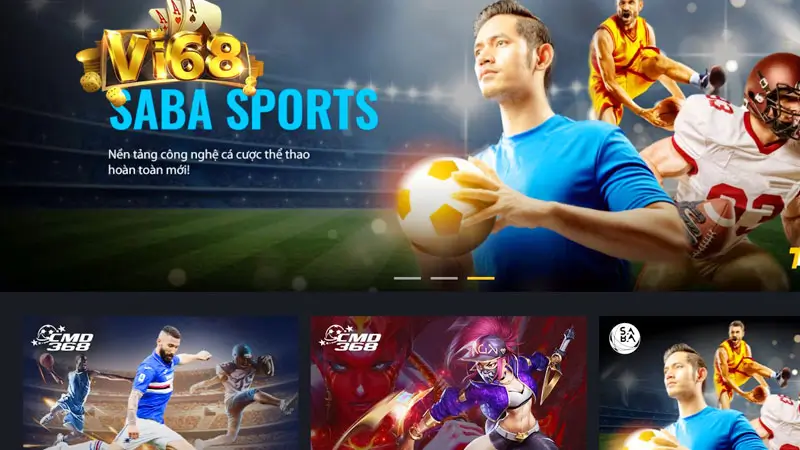 Vi68
SABA SPORTS
Nền tảng công nghệ cá cược thể thao
hoàn toàn mới!
CMD
368
CMD
368
SABA
33